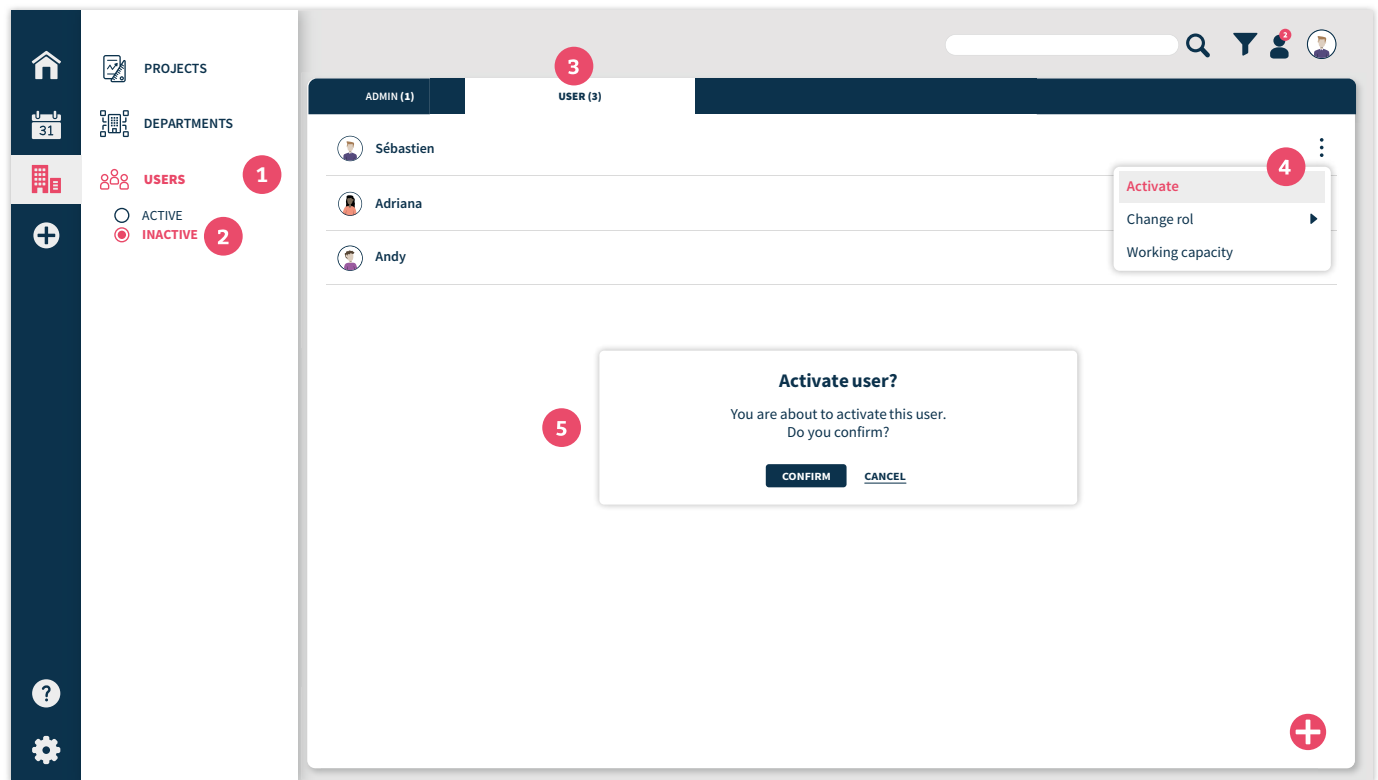 2
31
PROJECTS
DEPARTMENTS
USERS
1
ACTIVE
INACTIVE
2
3
ADMIN (1)
USER (3)
Sébastien
Adriana
Andy
4
Activate
Change rol
Working capacity
5
Activate user?
You are about to activate this user.
Do you confirm?
CONFIRM
CANCEL
?